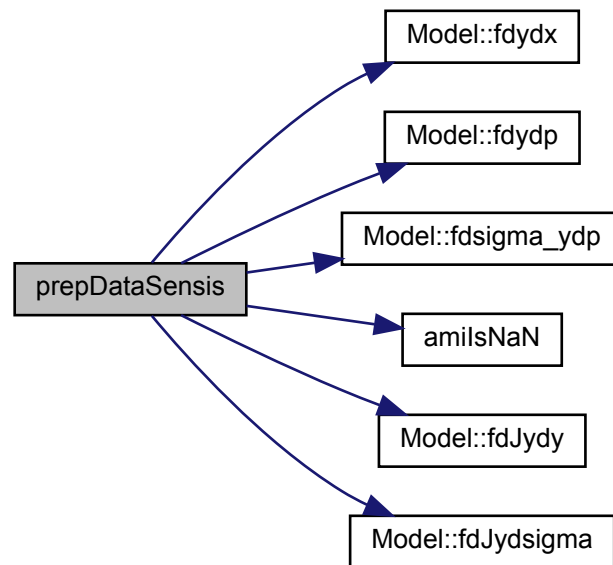 Model::fdydx
Model::fdydp
Model::fdsigma_ydp
prepDataSensis
amiIsNaN
Model::fdJydy
Model::fdJydsigma